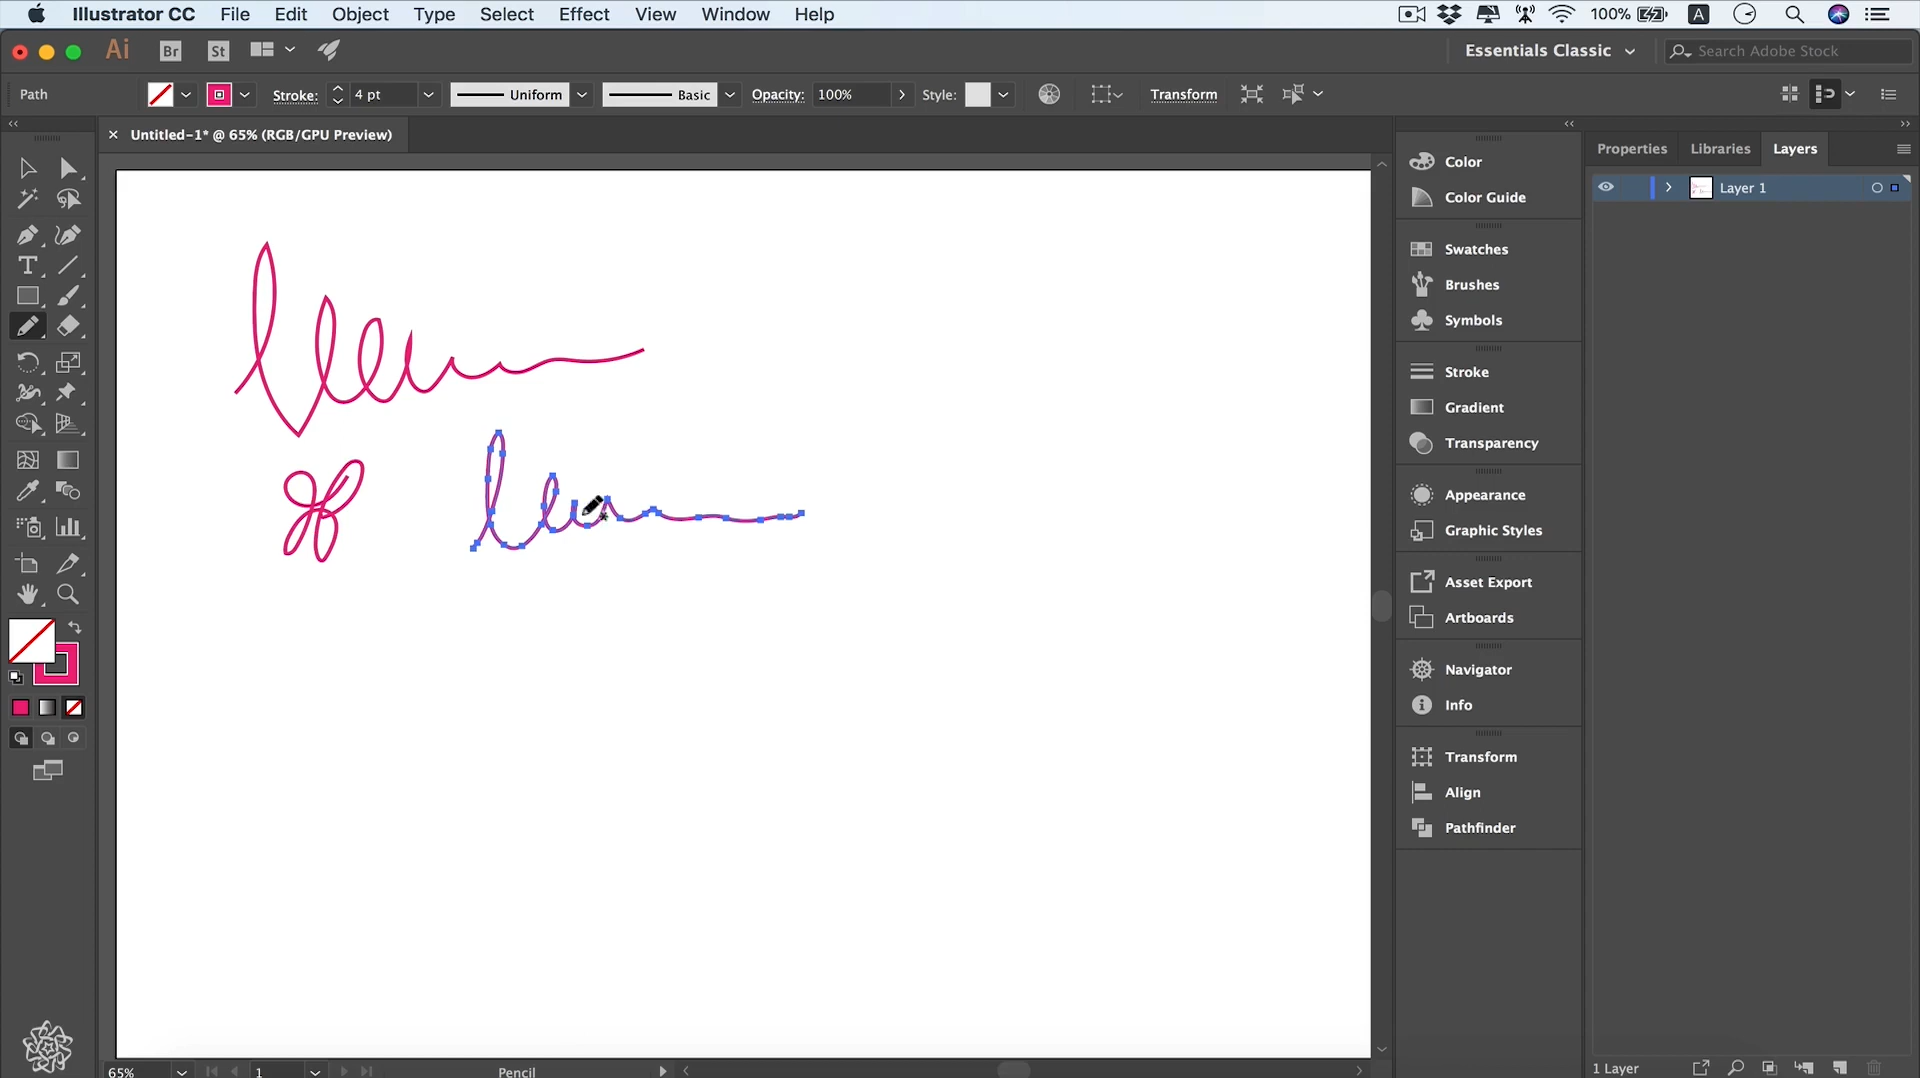 Illustrator CC File Edit Object Type Select Effect View Window Help 100% A
Ai Br St Essentials Classic Search Adobe Stock
Path Stroke: 4 pt Uniform Basic Opacity: 100% Style: Transform
Untitled-1* @ 65% (RGB/GPU Preview)
Color
Color Guide
Swatches
Brushes
Symbols
Stroke
Gradient
Transparency
Appearance
Graphic Styles
Asset Export
Artboards
Navigator
Info
Transform
Align
Pathfinder
Properties Libraries Layers
Layer 1
65% 1 Pencil
1 Layer